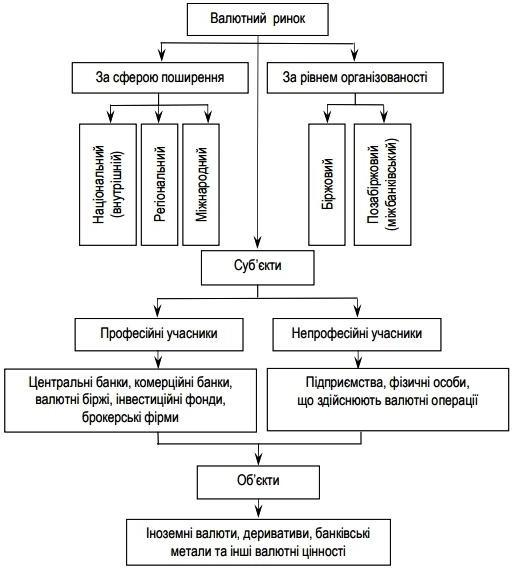 Валютний ринок
За сферою поширення
За рівнем організованості
Національний
(внутрішній)
Регіональний
Міжнародний
Біржовий
Позабіржовий
(міжбанківський)
Суб’єкти
Професійні учасники
Непрофесійні учасники
Центральні банки, комерційні банки,
валютні біржі, інвестиційні фонди,
брокерські фірми
Підприємства, фізичні особи,
що здійснюють валютні операції
Об’єкти
Іноземні валюти, деривативи, банківські
метали та інші валютні цінності